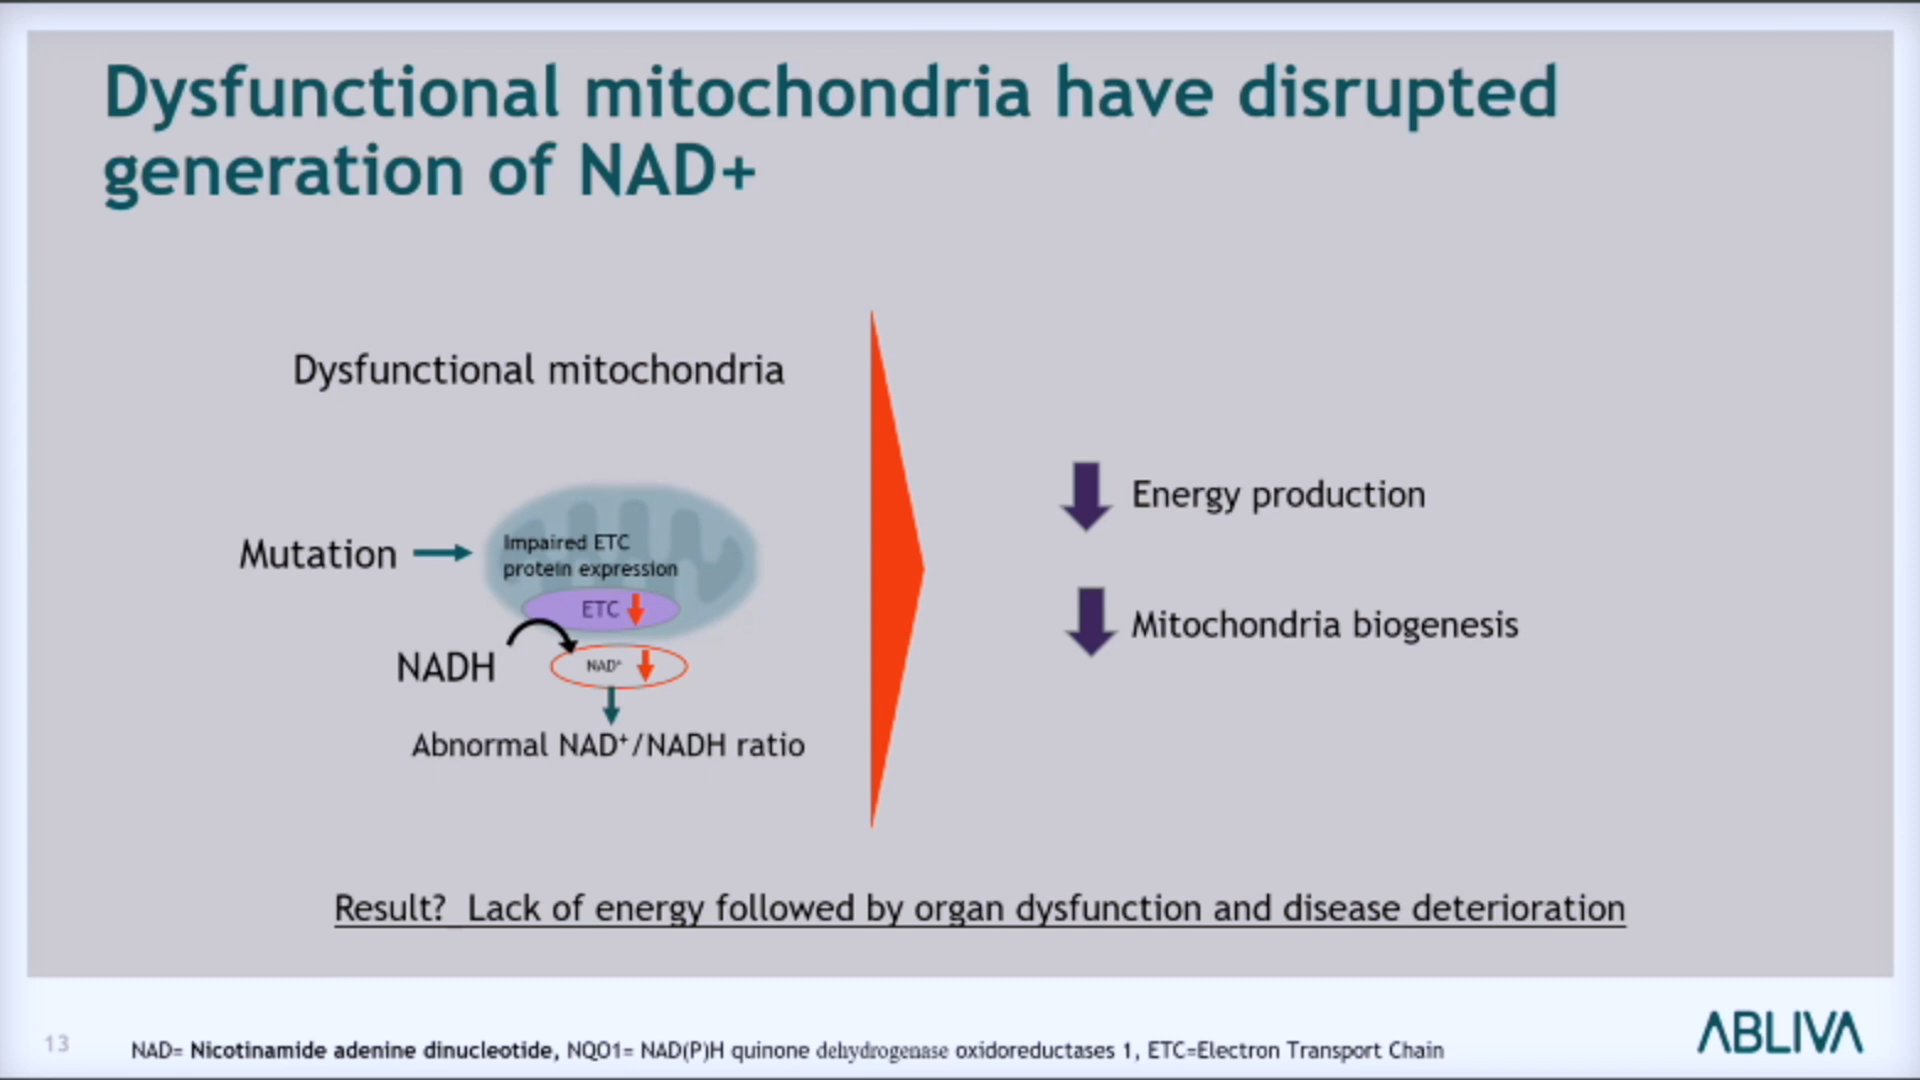 Dysfunctional mitochondria have disrupted
generation of NAD+
Dysfunctional mitochondria
Mutation
Impaired ETC
protein expression
ETC
NADH
NAD⁺
Abnormal NAD⁺/NADH ratio
Energy production
Mitochondria biogenesis
Result?  Lack of energy followed by organ dysfunction and disease deterioration
13
NAD= Nicotinamide adenine dinucleotide, NQO1= NAD(P)H quinone dehydrogenase oxidoreductases 1, ETC=Electron Transport Chain
ABLIVA